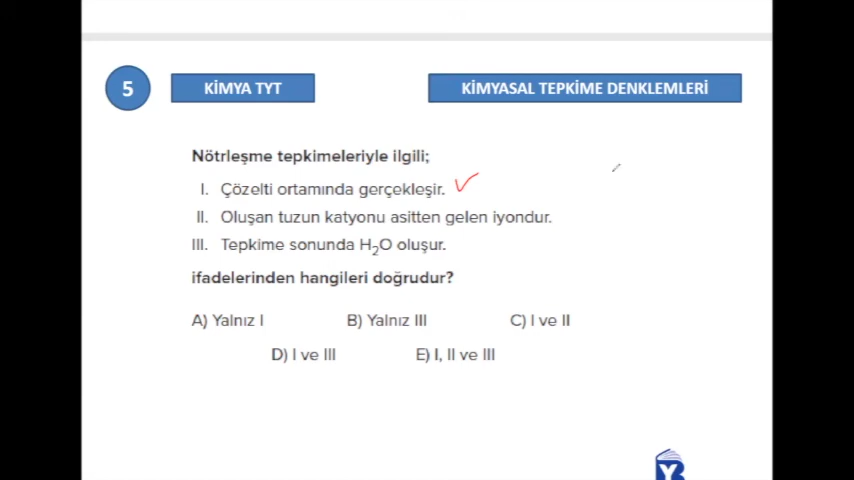 5
KİMYA TYT
KİMYASAL TEPKİME DENKLEMLERİ
Nötrleşme tepkimeleriyle ilgili;
I. Çözelti ortamında gerçekleşir.
II. Oluşan tuzun katyonu asitten gelen iyondur.
III. Tepkime sonunda H₂O oluşur.
ifadelerinden hangileri doğrudur?
A) Yalnız I B) Yalnız III C) I ve II
D) I ve III E) I, II ve III